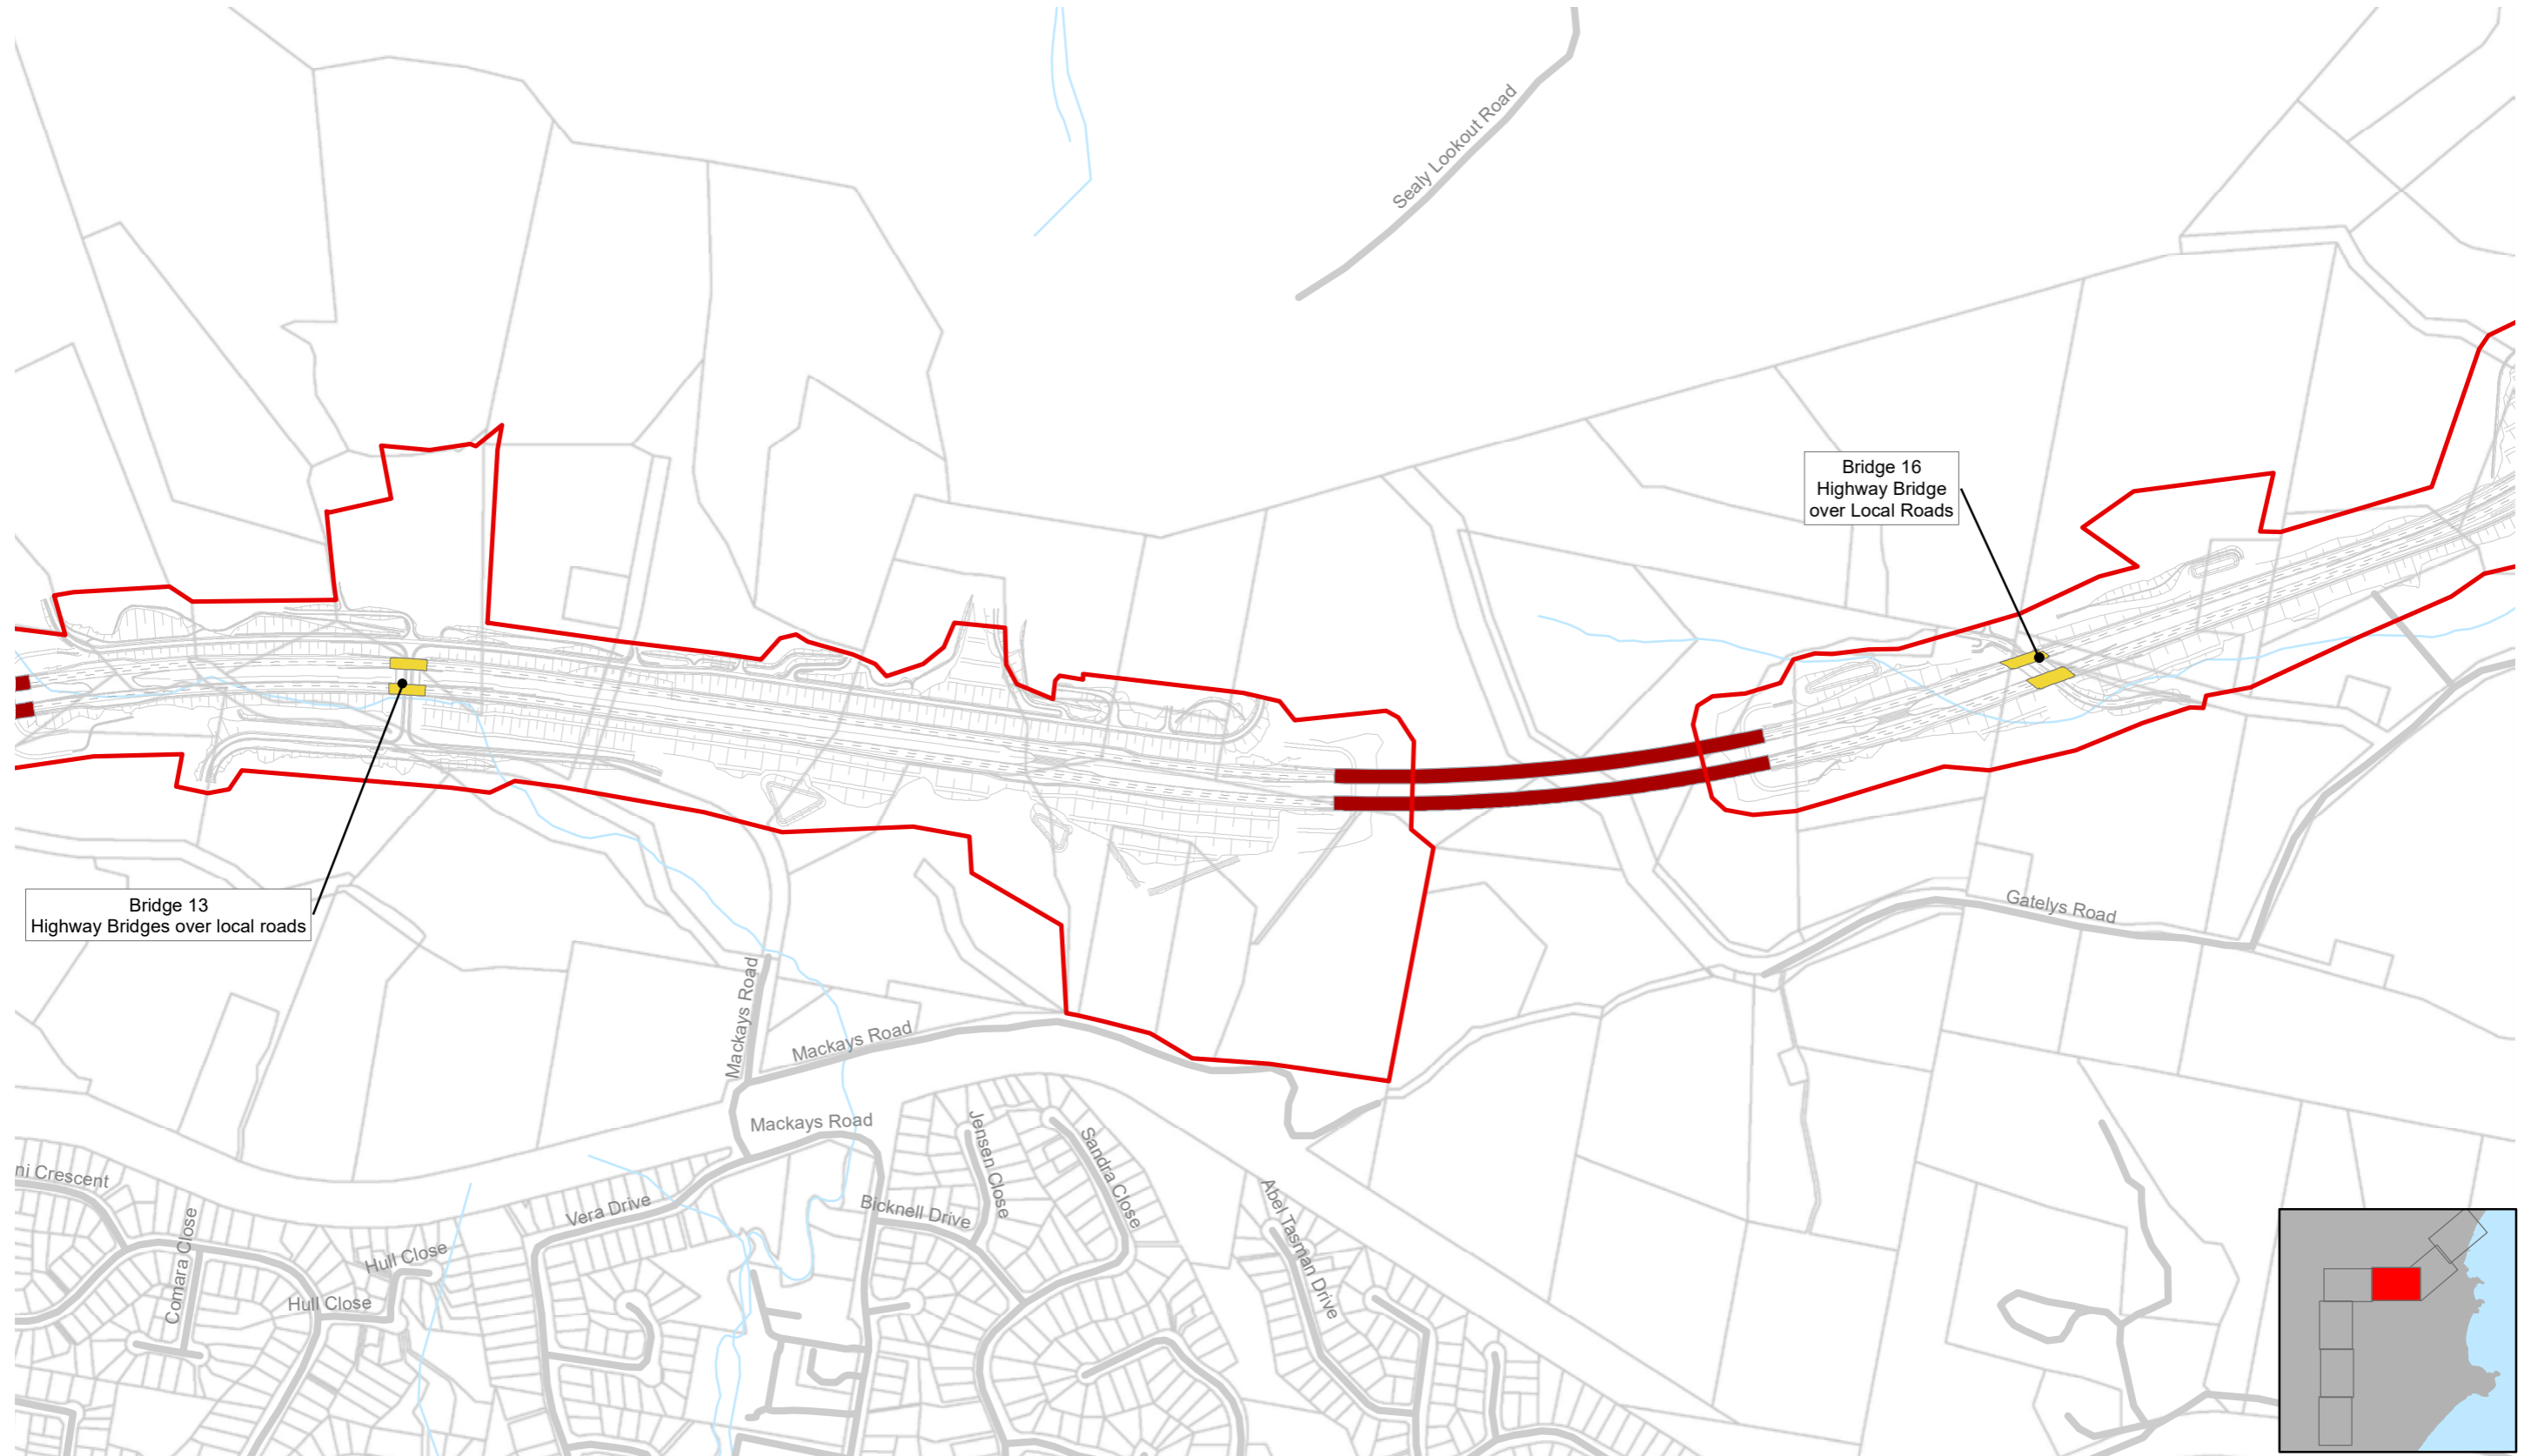 Sealy Lookout Road
Bridge 16
Highway Bridge
over Local Roads
Bridge 13
Highway Bridges over local roads
Gatelys Road
Mackays Road
Mackays Road
Mackays Road
Jensen Close
Sandra Close
ni Crescent
Vera Drive
Bicknell Drive
Abel Tasman Drive
Comara Close
Hull Close
Hull Close